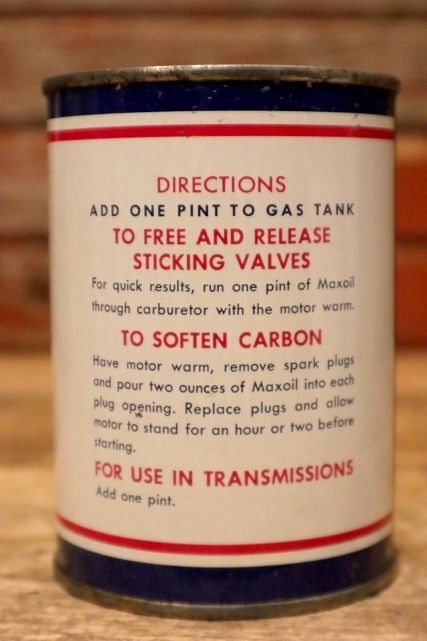 DIRECTIONS
ADD ONE PINT TO GAS TANK
TO FREE AND RELEASE
STICKING VALVES
For quick results, run one pint of Maxoil
through carburetor with the motor warm.
TO SOFTEN CARBON
Have motor warm, remove spark plugs
and pour two ounces of Maxoil into each
plug opening. Replace plugs and allow
motor to stand for an hour or two before
starting.
FOR USE IN TRANSMISSIONS
Add one pint.